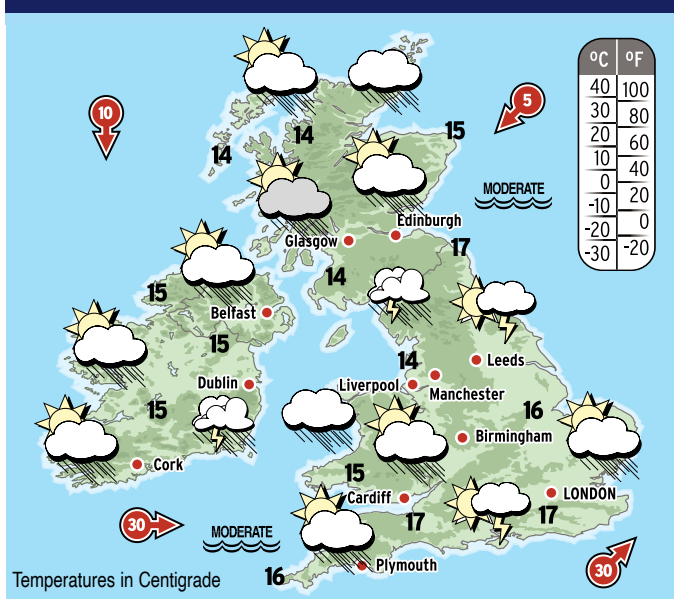 °C °F
40 100
30 80
20 60
10 40
0 20
-10 0
-20 -20
-30
10
5
15
14
14
MODERATE
Edinburgh
Glasgow
17
14
15
Belfast
15
Leeds
14
Dublin
Liverpool
Manchester
15
16
Birmingham
Cork
15
Cardiff
LONDON
17
17
30
MODERATE
Plymouth
30
16
Temperatures in Centigrade